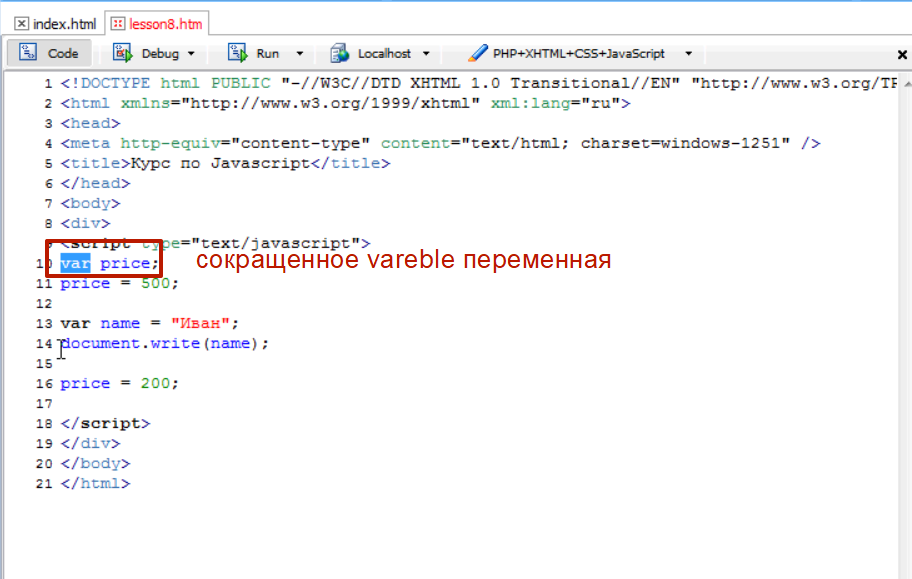 index.html lesson8.htm
Code Debug Run Localhost PHP+XHTML+CSS+JavaScript
1 <!DOCTYPE html PUBLIC "-//W3C//DTD XHTML 1.0 Transitional//EN" "http://www.w3.org/TF
2 <html xmlns="http://www.w3.org/1999/xhtml" xml:lang="ru">
3 <head>
4 <meta http-equiv="content-type" content="text/html; charset=windows-1251" />
5 <title>Курс по Javascript</title>
6 </head>
7 <body>
8 <div>
9 <script type="text/javascript">
10 var price; сокращенное vareble переменная
11 price = 500;
12
13 var name = "Иван";
14 document.write(name);
15
16 price = 200;
17
18 </script>
19 </div>
20 </body>
21 </html>